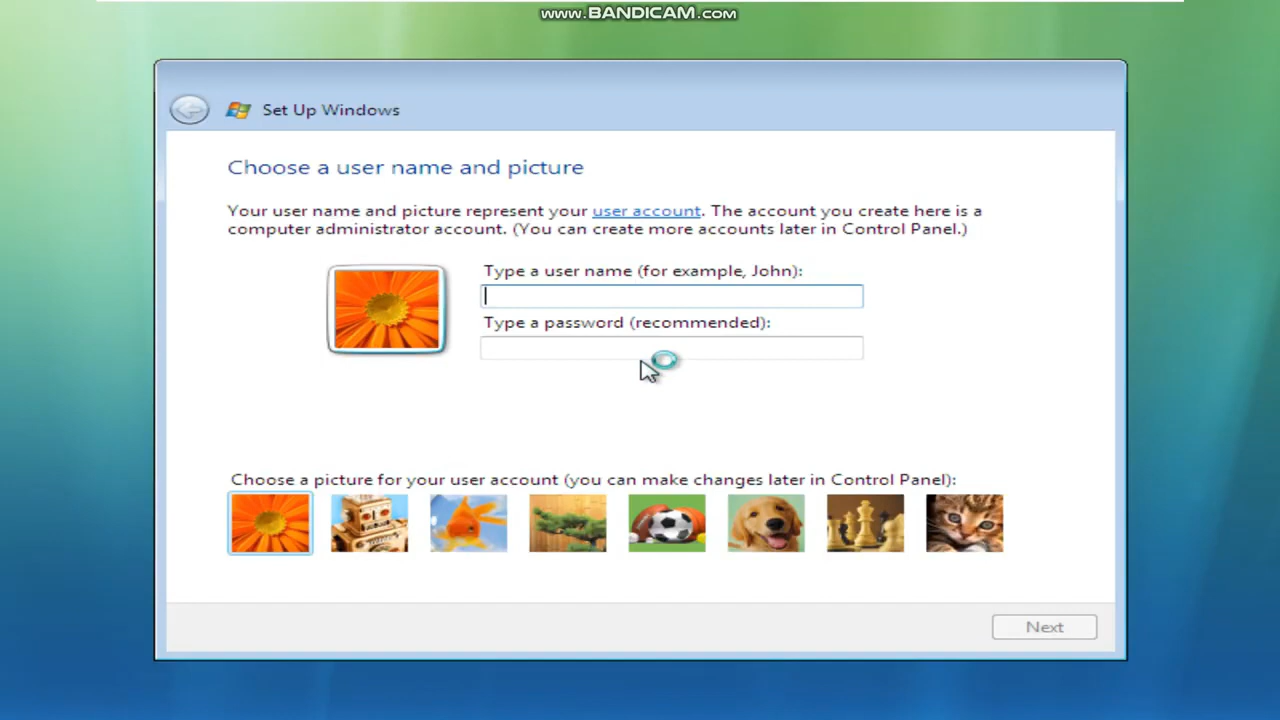 www.BANDICAM.com
Set Up Windows
Choose a user name and picture
Your user name and picture represent your user account. The account you create here is a
computer administrator account. (You can create more accounts later in Control Panel.)
Type a user name (for example, John):
Type a password (recommended):
Choose a picture for your user account (you can make changes later in Control Panel):
Next